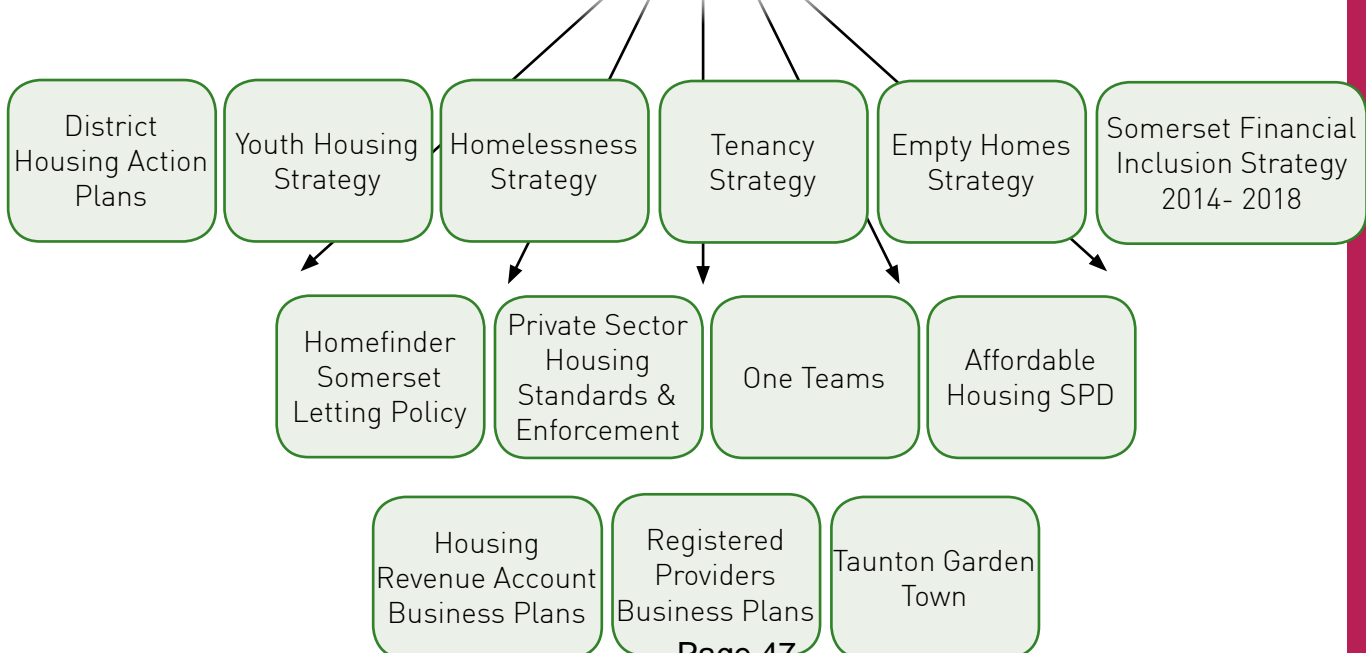 District
Housing Action
Plans
Youth Housing
Strategy
Homelessness
Strategy
Tenancy
Strategy
Empty Homes
Strategy
Somerset Financial
Inclusion Strategy
2014- 2018
Homefinder
Somerset
Letting Policy
Private Sector
Housing
Standards &
Enforcement
One Teams
Affordable
Housing SPD
Housing
Revenue Account
Business Plans
Registered
Providers
Business Plans
Taunton Garden
Town
Page 47